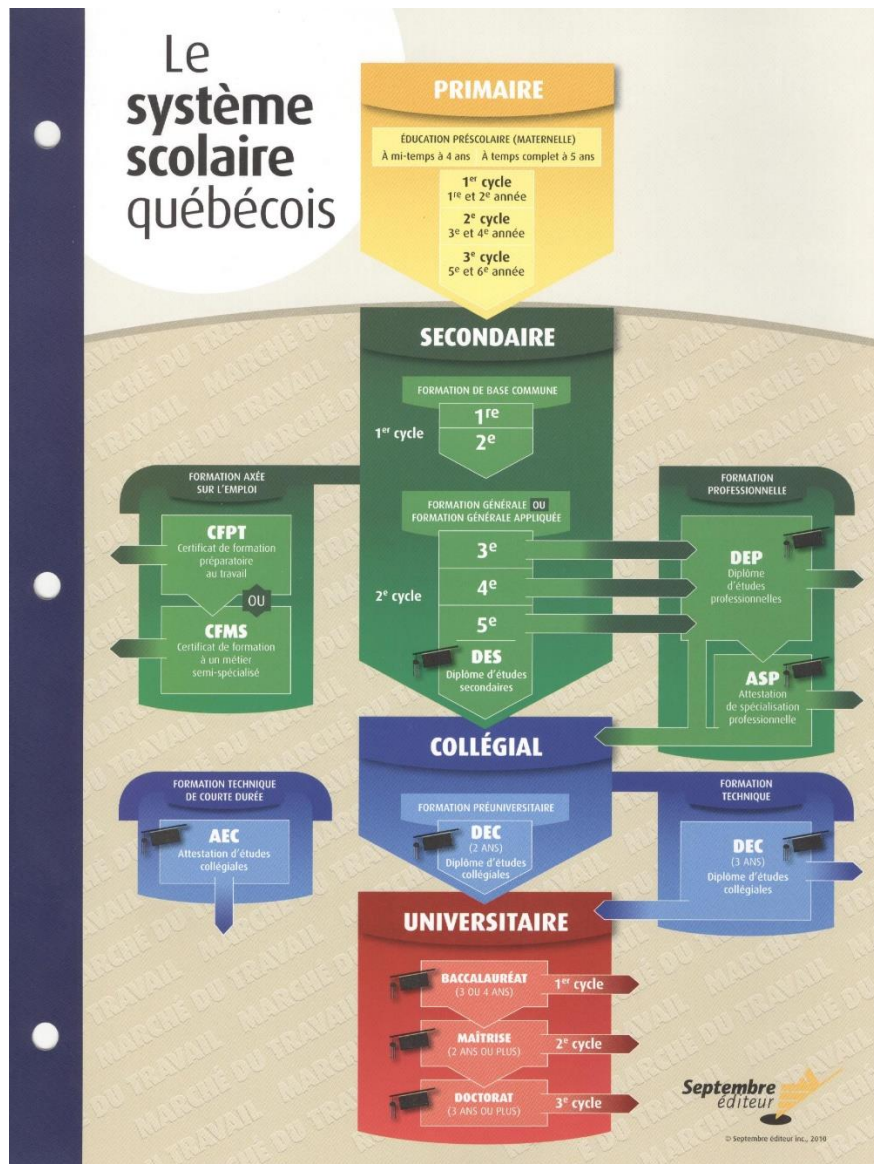 Le
système
scolaire
québécois
PRIMAIRE
ÉDUCATION PRÉSCOLAIRE (MATERNELLE)
À mi-temps à 4 ans À temps complet à 5 ans
1er cycle
1re et 2e année
2e cycle
3e et 4e année
3e cycle
5e et 6e année
SECONDAIRE
FORMATION DE BASE COMMUNE
1er cycle
1re
2e
FORMATION AXÉE
SUR L'EMPLOI
CFPT
Certificat de formation
préparatoire
au travail
OU
CFMS
Certificat de formation
à un métier
semi-spécialisé
FORMATION GÉNÉRALE OU
FORMATION GÉNÉRALE APPLIQUÉE
2e cycle
3e
4e
5e
DES
Diplôme d'études
secondaires
FORMATION
PROFESSIONNELLE
DEP
Diplôme
d'études
professionnelles
ASP
Attestation
de spécialisation
professionnelle
COLLÉGIAL
FORMATION TECHNIQUE
DE COURTE DURÉE
AEC
Attestation d'études
collégiales
FORMATION PRÉUNIVERSITAIRE
DEC
(2 ANS)
Diplôme d'études
collégiales
FORMATION
TECHNIQUE
DEC
(3 ANS)
Diplôme d'études
collégiales
UNIVERSITAIRE
BACCALAURÉAT
(3 OU 4 ANS)
1er cycle
MAÎTRISE
(2 ANS OU PLUS)
2e cycle
DOCTORAT
(3 ANS OU PLUS)
3e cycle
MARCHÉ DU TRAVAIL
Septembre
éditeur
© Septembre éditeur inc., 2010